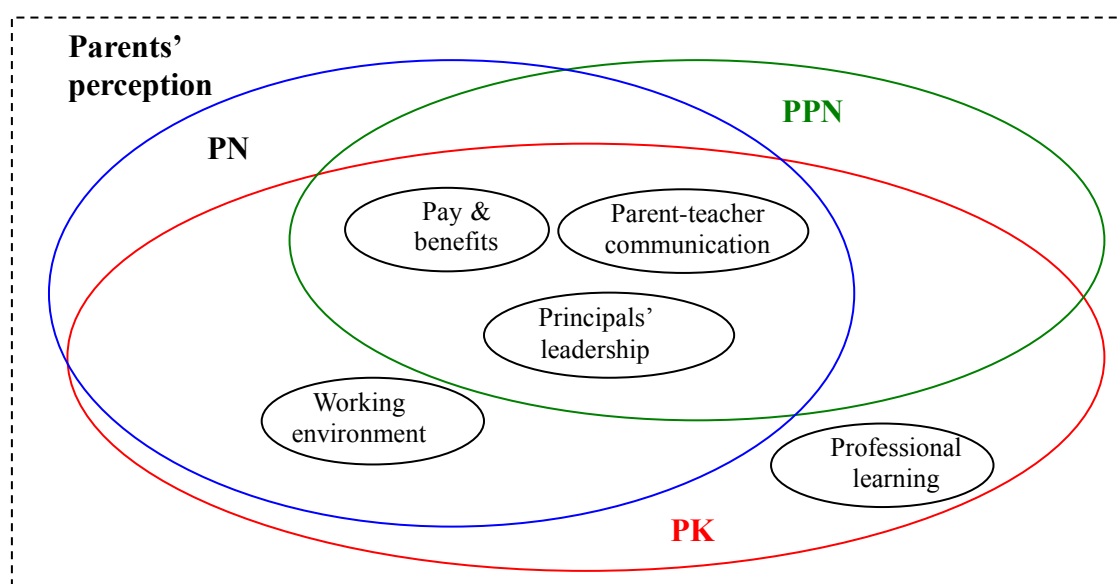 Parents’
perception
PPN
PN
Pay &
benefits
Parent-teacher
communication
Principals’
leadership
Working
environment
Professional
learning
PK